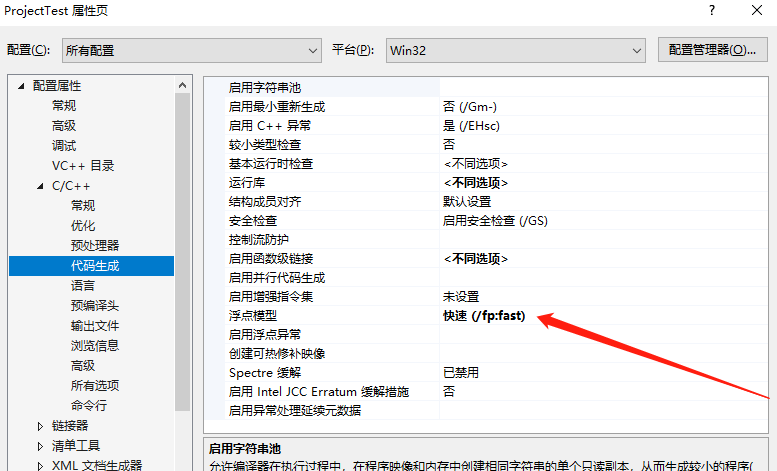 ProjectTest 属性页
? ×
配置(C): 所有配置 平台(P): Win32 配置管理器(O)...
配置属性
常规
高级
调试
VC++ 目录
C/C++
常规
优化
预处理器
代码生成
语言
预编译头
输出文件
浏览信息
高级
所有选项
命令行
链接器
清单工具
XML 文档生成器
启用字符串池
启用最小重新生成 否 (/Gm-)
启用 C++ 异常 是 (/EHsc)
较小类型检查 否
基本运行时检查 <不同选项>
运行库 <不同选项>
结构成员对齐 默认设置
安全检查 启用安全检查 (/GS)
控制流防护
启用函数级链接 <不同选项>
启用并行代码生成
启用增强指令集 未设置
浮点模型 快速 (/fp:fast)
启用浮点异常
创建可热修补映像
Spectre 缓解 已禁用
启用 Intel JCC Erratum 缓解措施 否
启用异常处理延续元数据
启用字符串池
允许编译器在执行过程中，在程序映像和内存中创建相同字符串的单个只读副本，从而生成较小的程序(